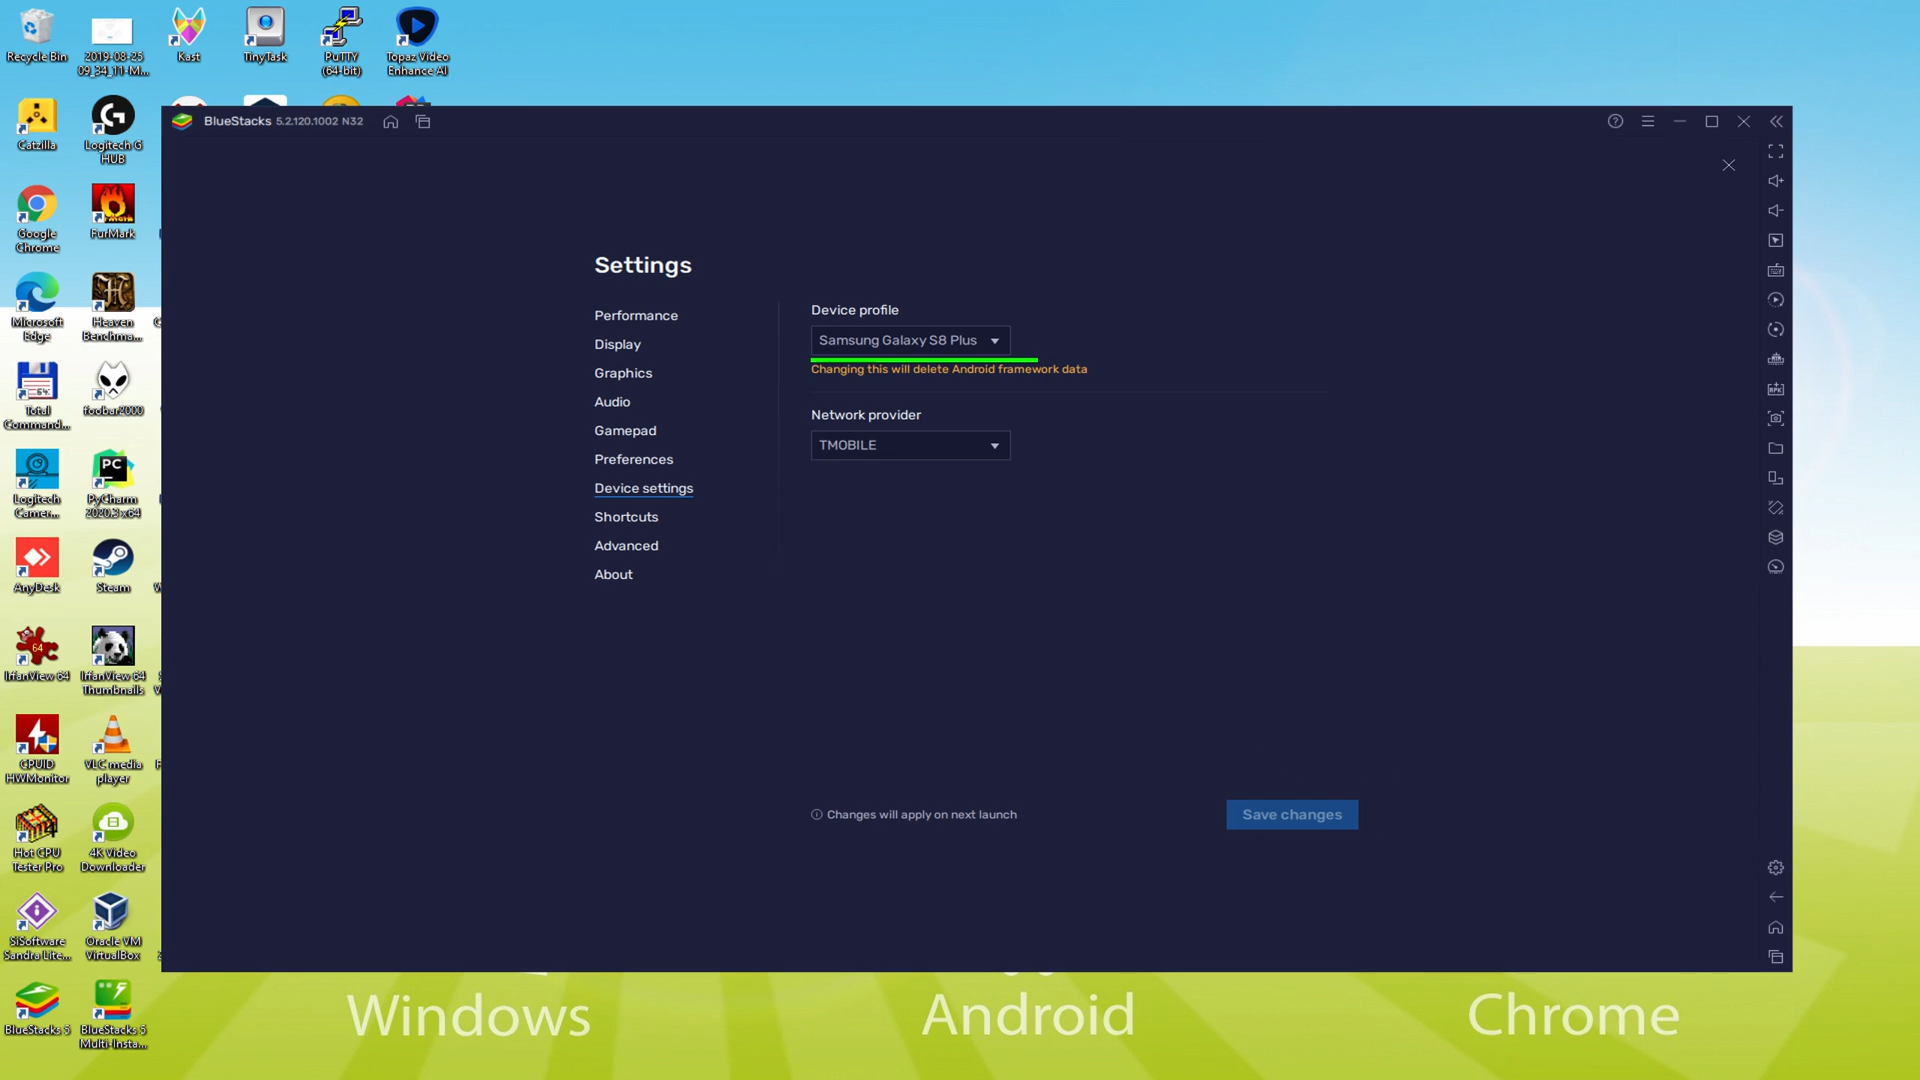 Recycle Bin
2019-08-25
09_34_11-M...
Kast
TinyTask
PuTTY
(64-bit)
Topaz Video
Enhance AI
Catzilla
Logitech G
HUB
Google
Chrome
FurMark
Microsoft
Edge
Heaven
Benchma...
64
Total
Command...
foobar2000
Logitech
Camer...
PC
PyCharm
2020.3 x64
AnyDesk
Steam
64
IrfanView 64
IrfanView 64
Thumbnails
CPUID
HWMonitor
VLC media
player
4
Hot CPU
Tester Pro
4K Video
Downloader
SiSoftware
Sandra Lite...
Oracle VM
VirtualBox
BlueStacks 5
BlueStacks 5
Multi-Insta...
BlueStacks 5.2.120.1002 N32
Settings
Performance
Display
Graphics
Audio
Gamepad
Preferences
Device settings
Shortcuts
Advanced
About
Device profile
Samsung Galaxy S8 Plus
Changing this will delete Android framework data
Network provider
TMOBILE
Changes will apply on next launch
Save changes
Windows
Android
Chrome